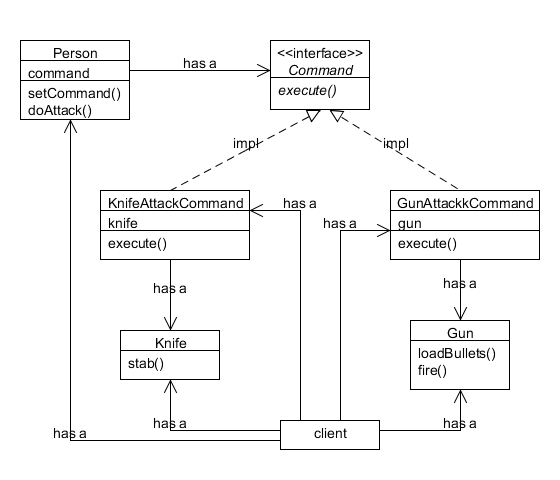 Person
command
setCommand()
doAttack()
has a
<<interface>>
Command
execute()
impl
impl
KnifeAttackCommand
knife
execute()
has a
has a
GunAttackkCommand
gun
execute()
has a
has a
Knife
stab()
Gun
loadBullets()
fire()
has a
has a
client
has a